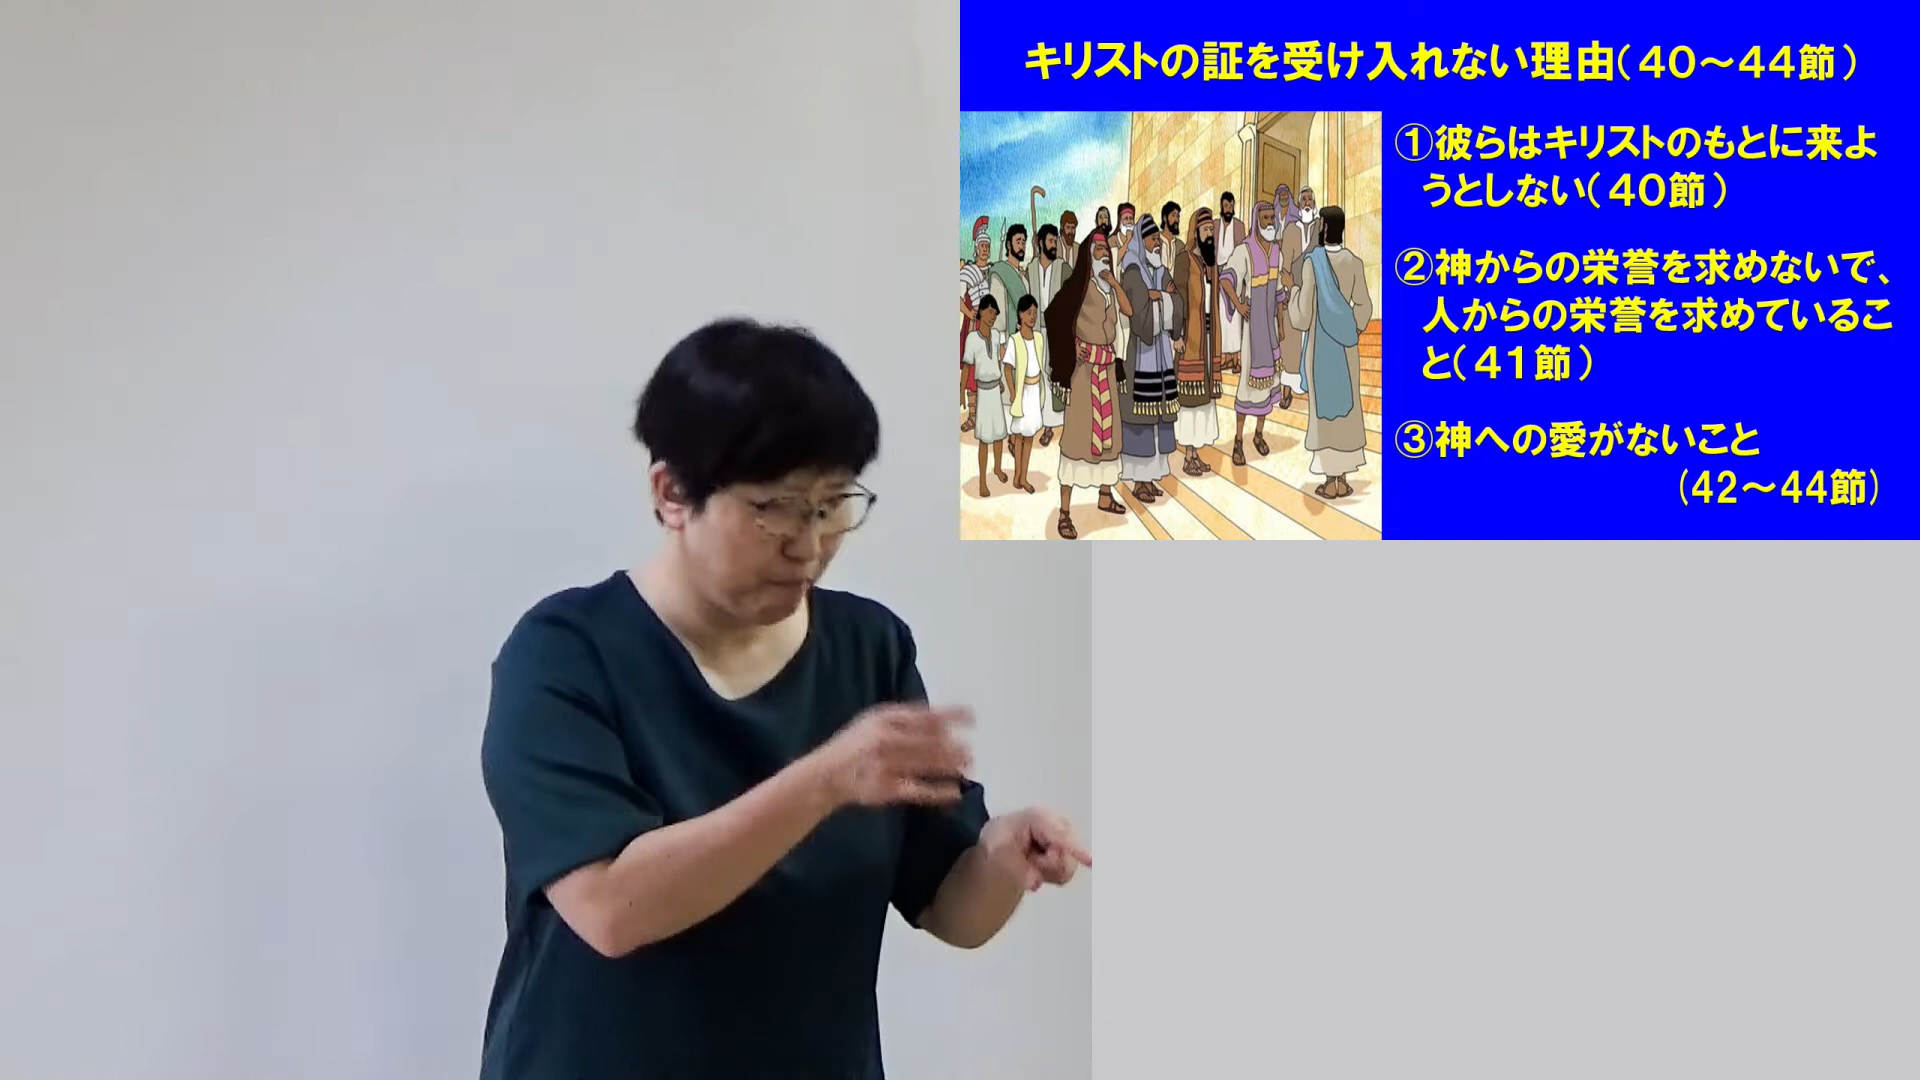 キリストの証を受け入れない理由（４０～４４節）
①彼らはキリストのもとに来よ
うとしない（４０節）
②神からの栄誉を求めないで、
人からの栄誉を求めているこ
と（４１節）
③神への愛がないこと
（42～44節）